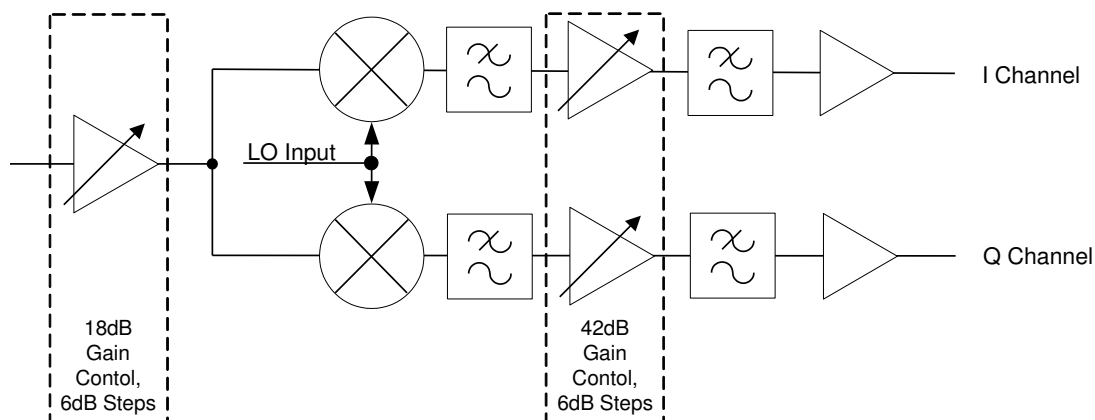 I Channel
LO Input
Q Channel
18dB
Gain
Contol,
6dB Steps
42dB
Gain
Contol,
6dB Steps